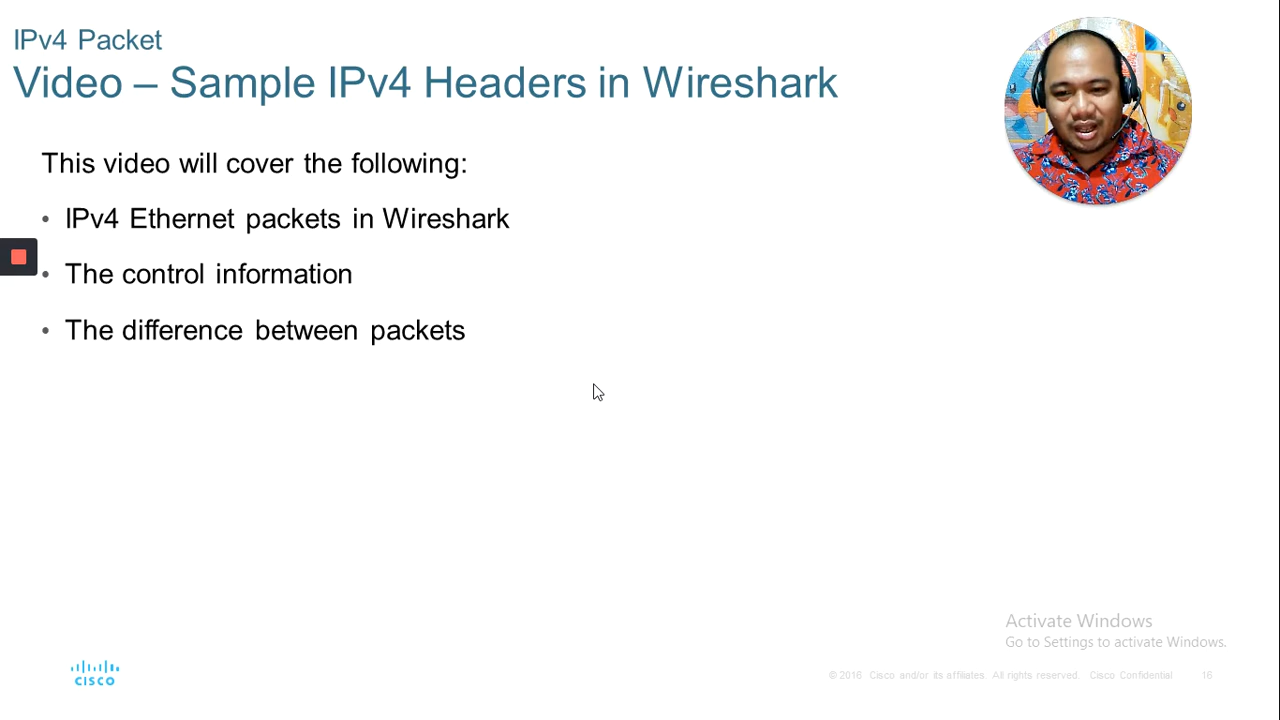 IPv4 Packet
Video – Sample IPv4 Headers in Wireshark
This video will cover the following:
• IPv4 Ethernet packets in Wireshark
• The control information
• The difference between packets
Activate Windows
Go to Settings to activate Windows.
CISCO
© 2016 Cisco and/or its affiliates. All rights reserved. Cisco Confidential 16